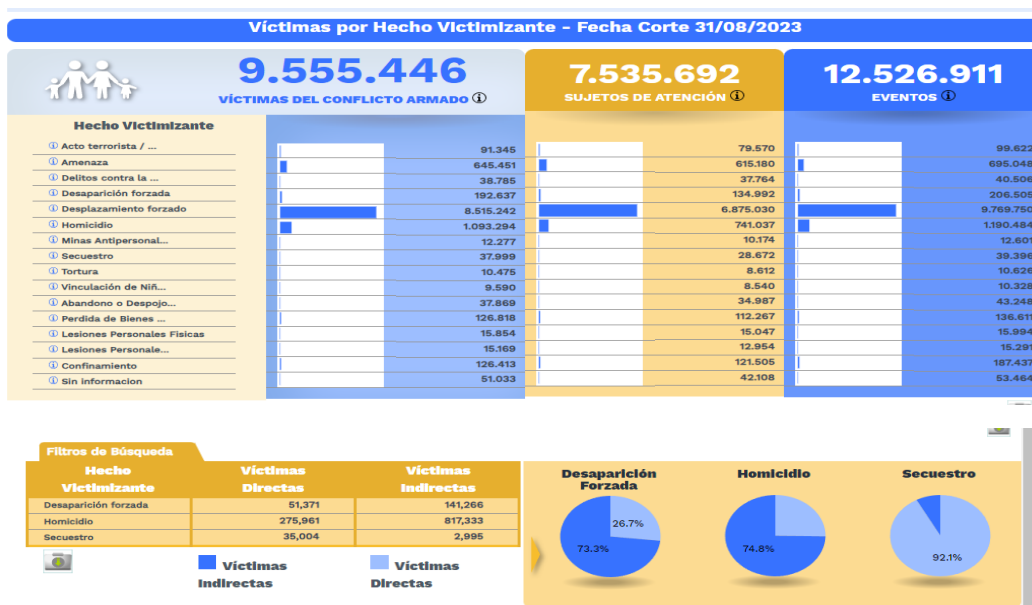 Víctimas por Hecho Victimizante - Fecha Corte 31/08/2023
9.555.446
VÍCTIMAS DEL CONFLICTO ARMADO
7.535.692
SUJETOS DE ATENCIÓN
12.526.911
EVENTOS
Hecho Victimizante
Acto terrorista / ... 91.345 79.570 99.622
Amenaza 645.451 615.180 695.048
Delitos contra la ... 38.785 37.764 40.506
Desaparición forzada 192.637 134.992 206.505
Desplazamiento forzado 8.515.242 6.875.030 9.769.750
Homicidio 1.093.294 741.037 1.190.484
Minas Antipersonal... 12.277 10.174 12.601
Secuestro 37.999 28.672 39.396
Tortura 10.475 8.612 10.626
Vinculación de Niñ... 9.590 8.540 10.328
Abandono o Despojo... 37.869 34.987 43.248
Perdida de Bienes ... 126.818 112.267 136.611
Lesiones Personales Fisicas 15.854 15.047 15.994
Lesiones Personale... 15.169 12.954 15.291
Confinamiento 126.413 121.505 187.437
Sin informacion 51.033 42.108 53.464
Filtros de Búsqueda
Hecho Victimas Victimas
Victimizante Directas Indirectas
Desaparición forzada 51,371 141,266
Homicidio 275,961 817,333
Secuestro 35,004 2,995
Víctimas Víctimas
Indirectas Directas
Desaparición Homicidio Secuestro
Forzada
26.7%
73.3% 74.8% 92.1%